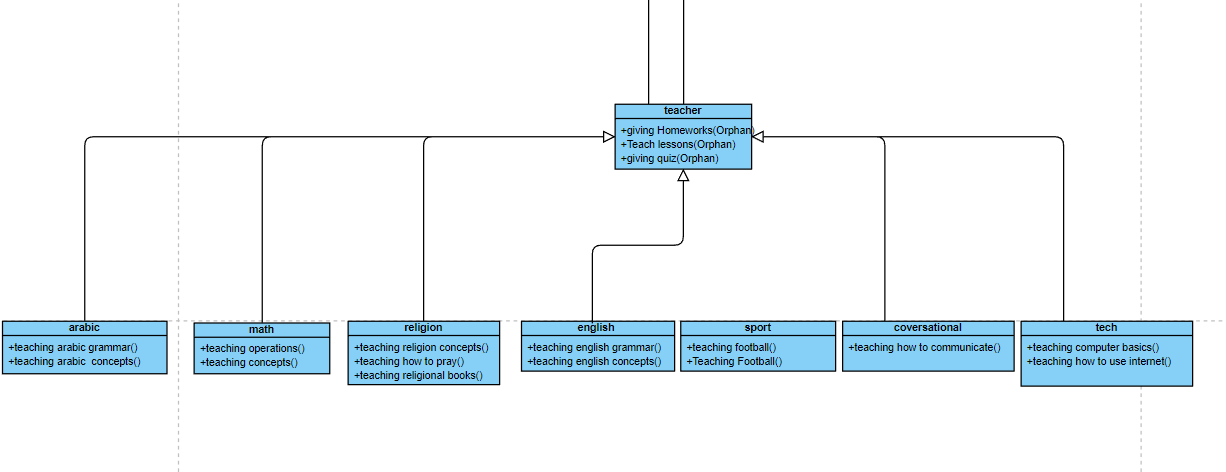 teacher
+giving Homeworks(Orphan)
+Teach lessons(Orphan)
+giving quiz(Orphan)
arabic
+teaching arabic grammar()
+teaching arabic  concepts()
math
+teaching operations()
+teaching concepts()
religion
+teaching religion concepts()
+teaching how to pray()
+teaching religional books()
english
+teaching english grammar()
+teaching english concepts()
sport
+teaching football()
+Teaching Football()
coversational
+teaching how to communicate()
tech
+teaching computer basics()
+teaching how to use internet()